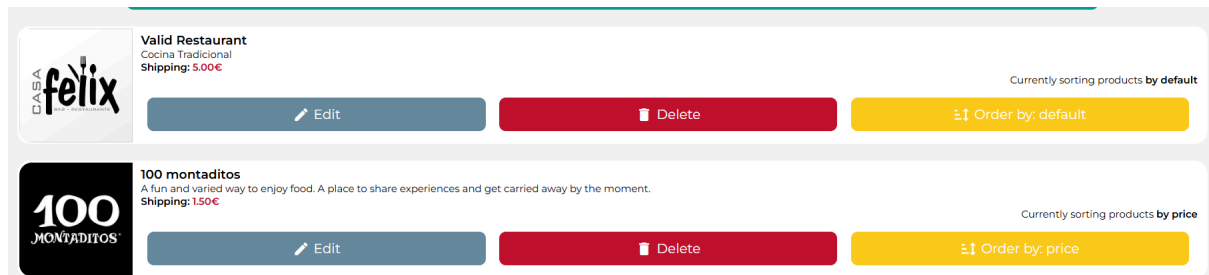 CASA
felix
BAR - RESTAURANTE
Valid Restaurant
Cocina Tradicional
Shipping: 5.00€
Currently sorting products by default
Edit
Delete
Order by: default
100
MONTADITOS
100 montaditos
A fun and varied way to enjoy food. A place to share experiences and get carried away by the moment.
Shipping: 1.50€
Currently sorting products by price
Edit
Delete
Order by: price